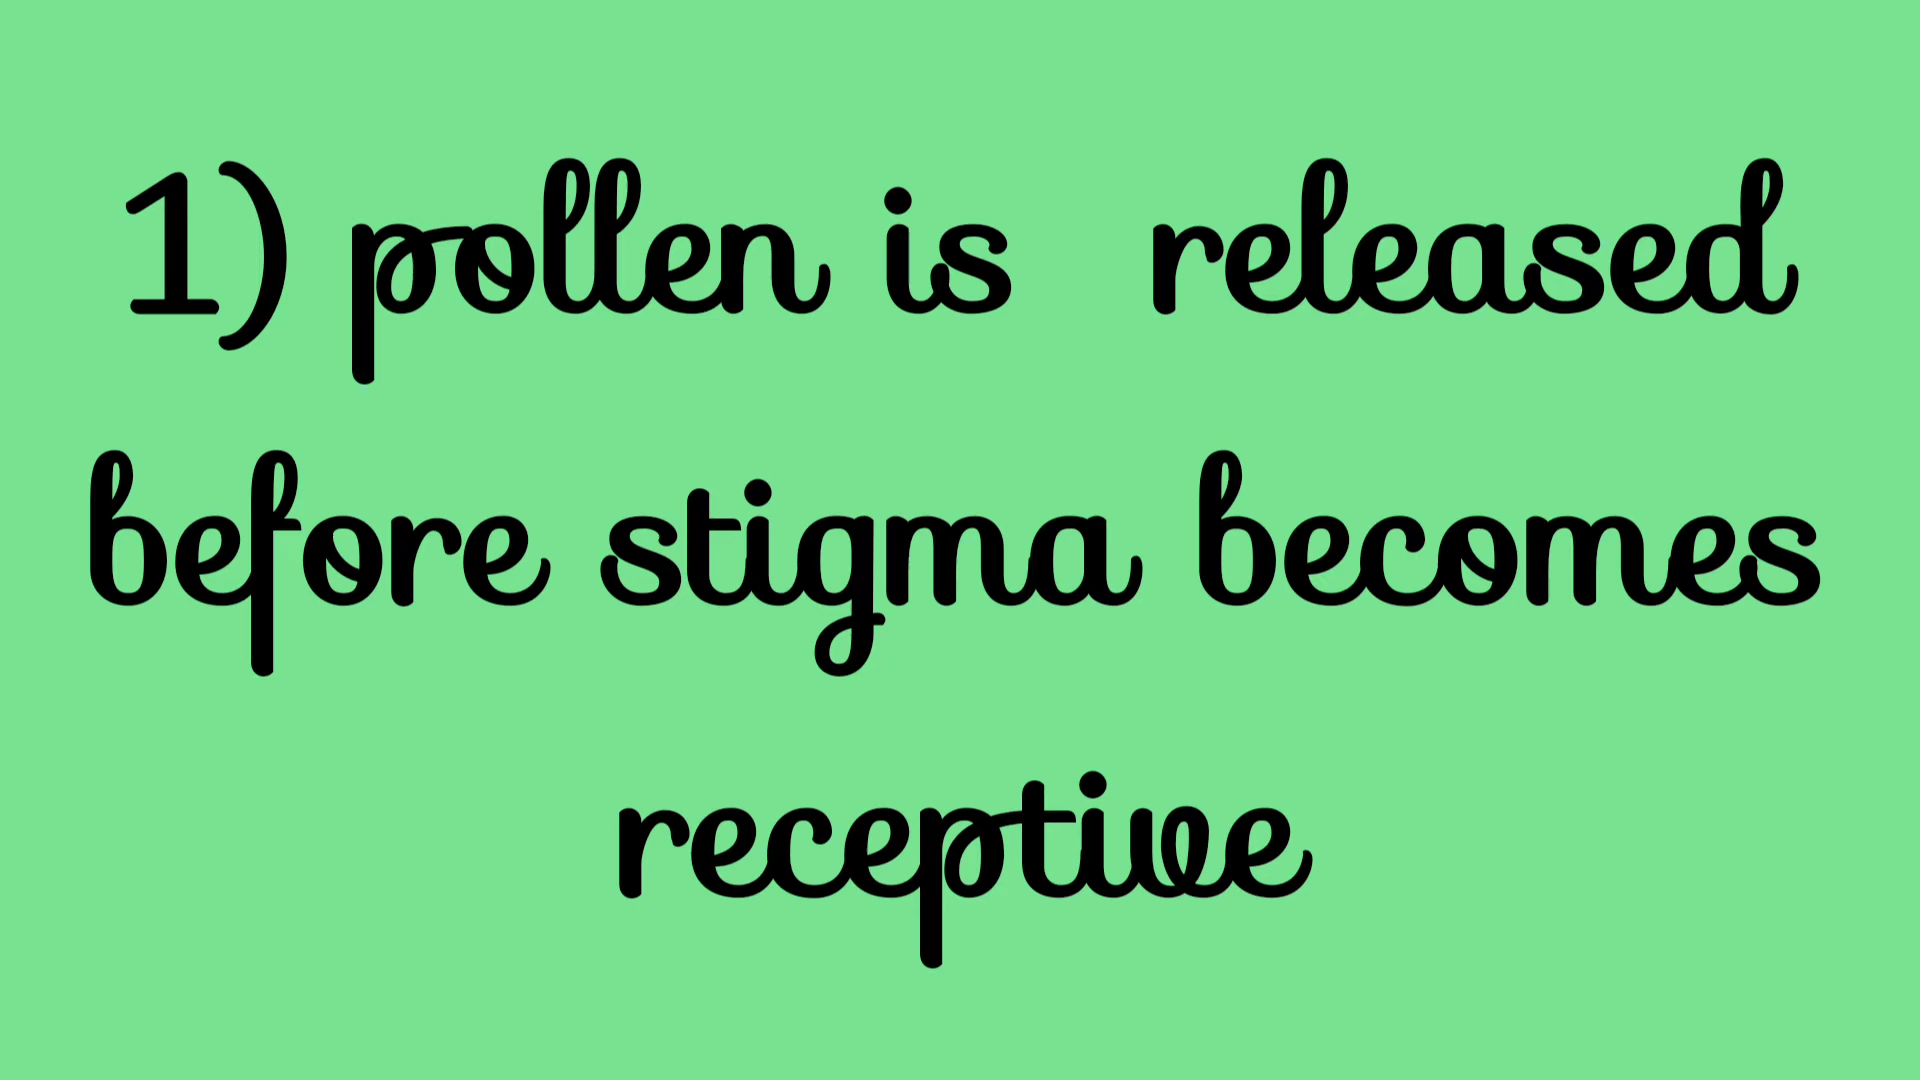 1) pollen is released
before stigma becomes
receptive